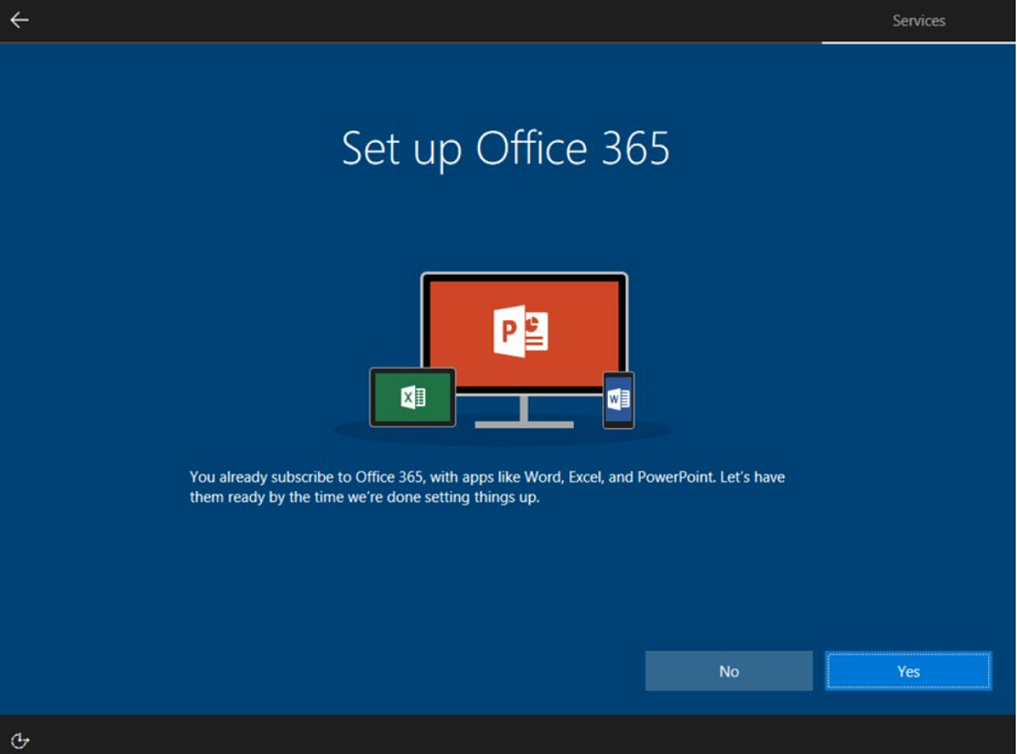 Services
Set up Office 365
P
X
W
You already subscribe to Office 365, with apps like Word, Excel, and PowerPoint. Let's have
them ready by the time we're done setting things up.
No
Yes